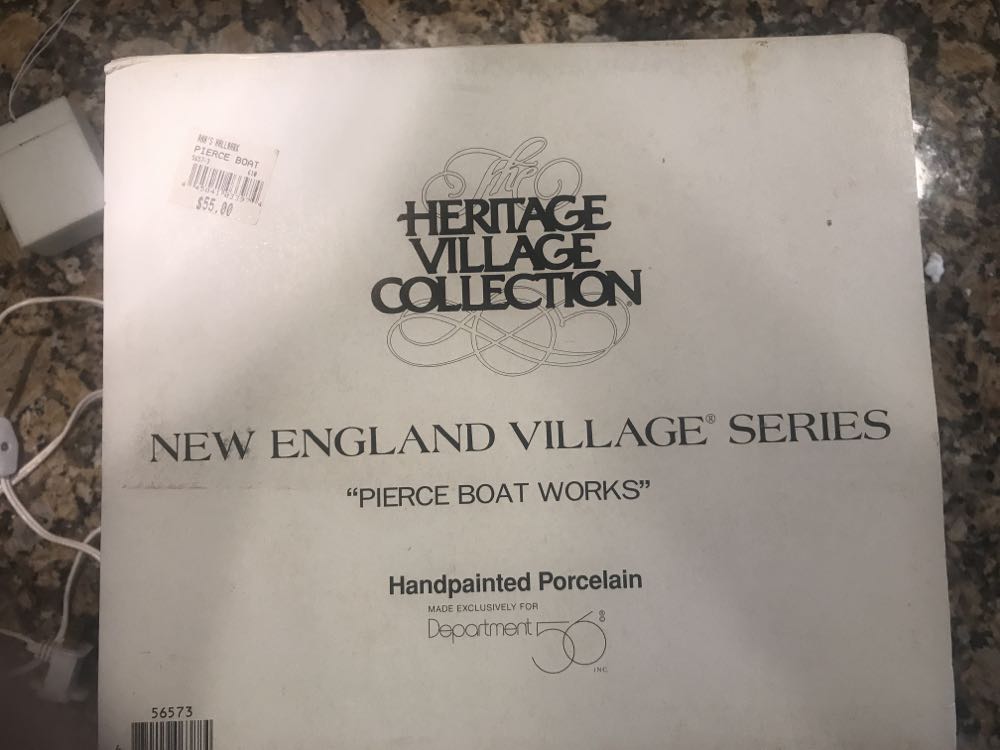 PIERCE BOAT
$55.00
The
HERITAGE
VILLAGE
COLLECTION®
NEW ENGLAND VILLAGE® SERIES
“PIERCE BOAT WORKS”
Handpainted Porcelain
MADE EXCLUSIVELY FOR
Department 56®
INC.
56573